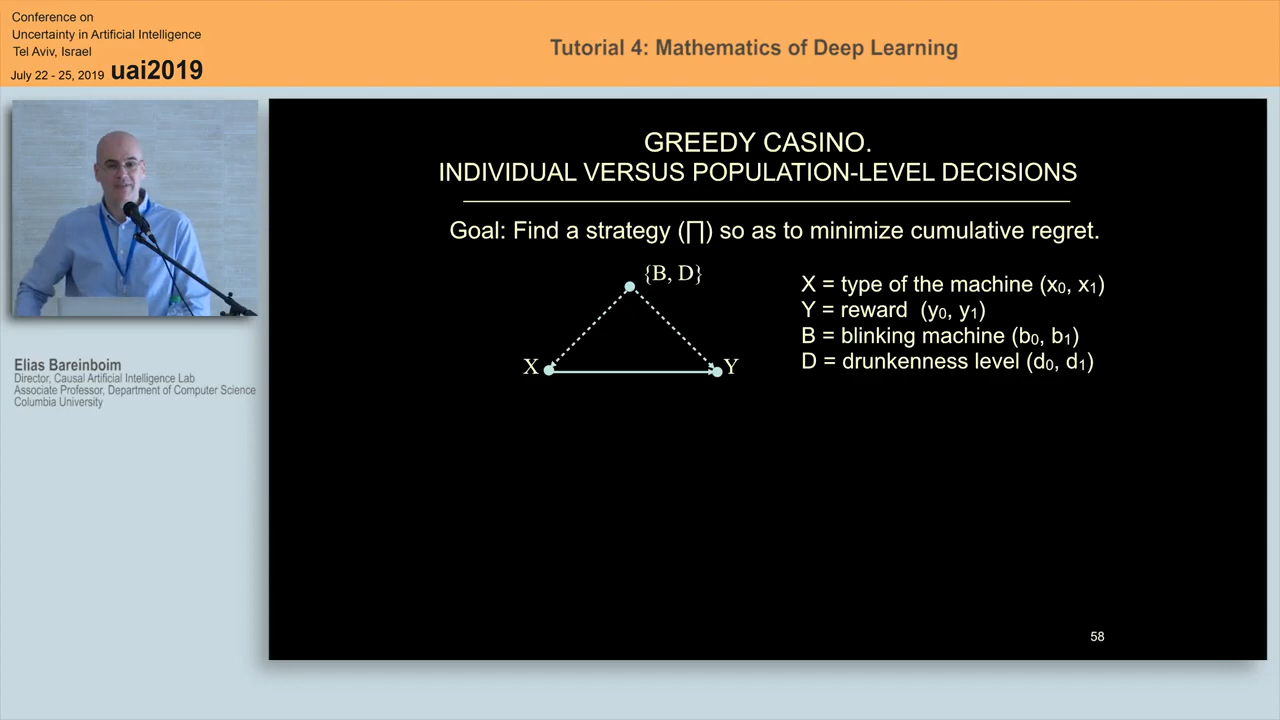 Conference on
Uncertainty in Artificial Intelligence
Tel Aviv, Israel
July 22 - 25, 2019 uai2019
Tutorial 4: Mathematics of Deep Learning
Elias Bareinboim
Director, Causal Artificial Intelligence Lab
Associate Professor, Department of Computer Science
Columbia University
GREEDY CASINO.
INDIVIDUAL VERSUS POPULATION-LEVEL DECISIONS
Goal: Find a strategy (∏) so as to minimize cumulative regret.
{B, D}
X
Y
X = type of the machine (x₀, x₁)
Y = reward (y₀, y₁)
B = blinking machine (b₀, b₁)
D = drunkenness level (d₀, d₁)
58